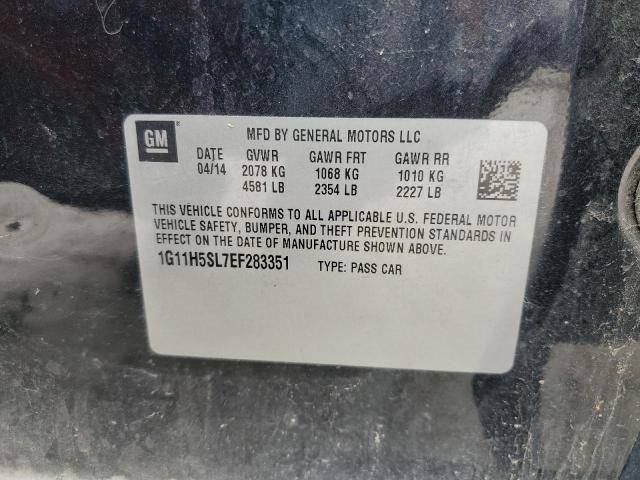 GM ®
MFD BY GENERAL MOTORS LLC
DATE GVWR GAWR FRT GAWR RR
04/14 2078 KG 1068 KG 1010 KG
4581 LB 2354 LB 2227 LB
THIS VEHICLE CONFORMS TO ALL APPLICABLE U.S. FEDERAL MOTOR
VEHICLE SAFETY, BUMPER, AND THEFT PREVENTION STANDARDS IN
EFFECT ON THE DATE OF MANUFACTURE SHOWN ABOVE.
1G11H5SL7EF283351 TYPE: PASS CAR